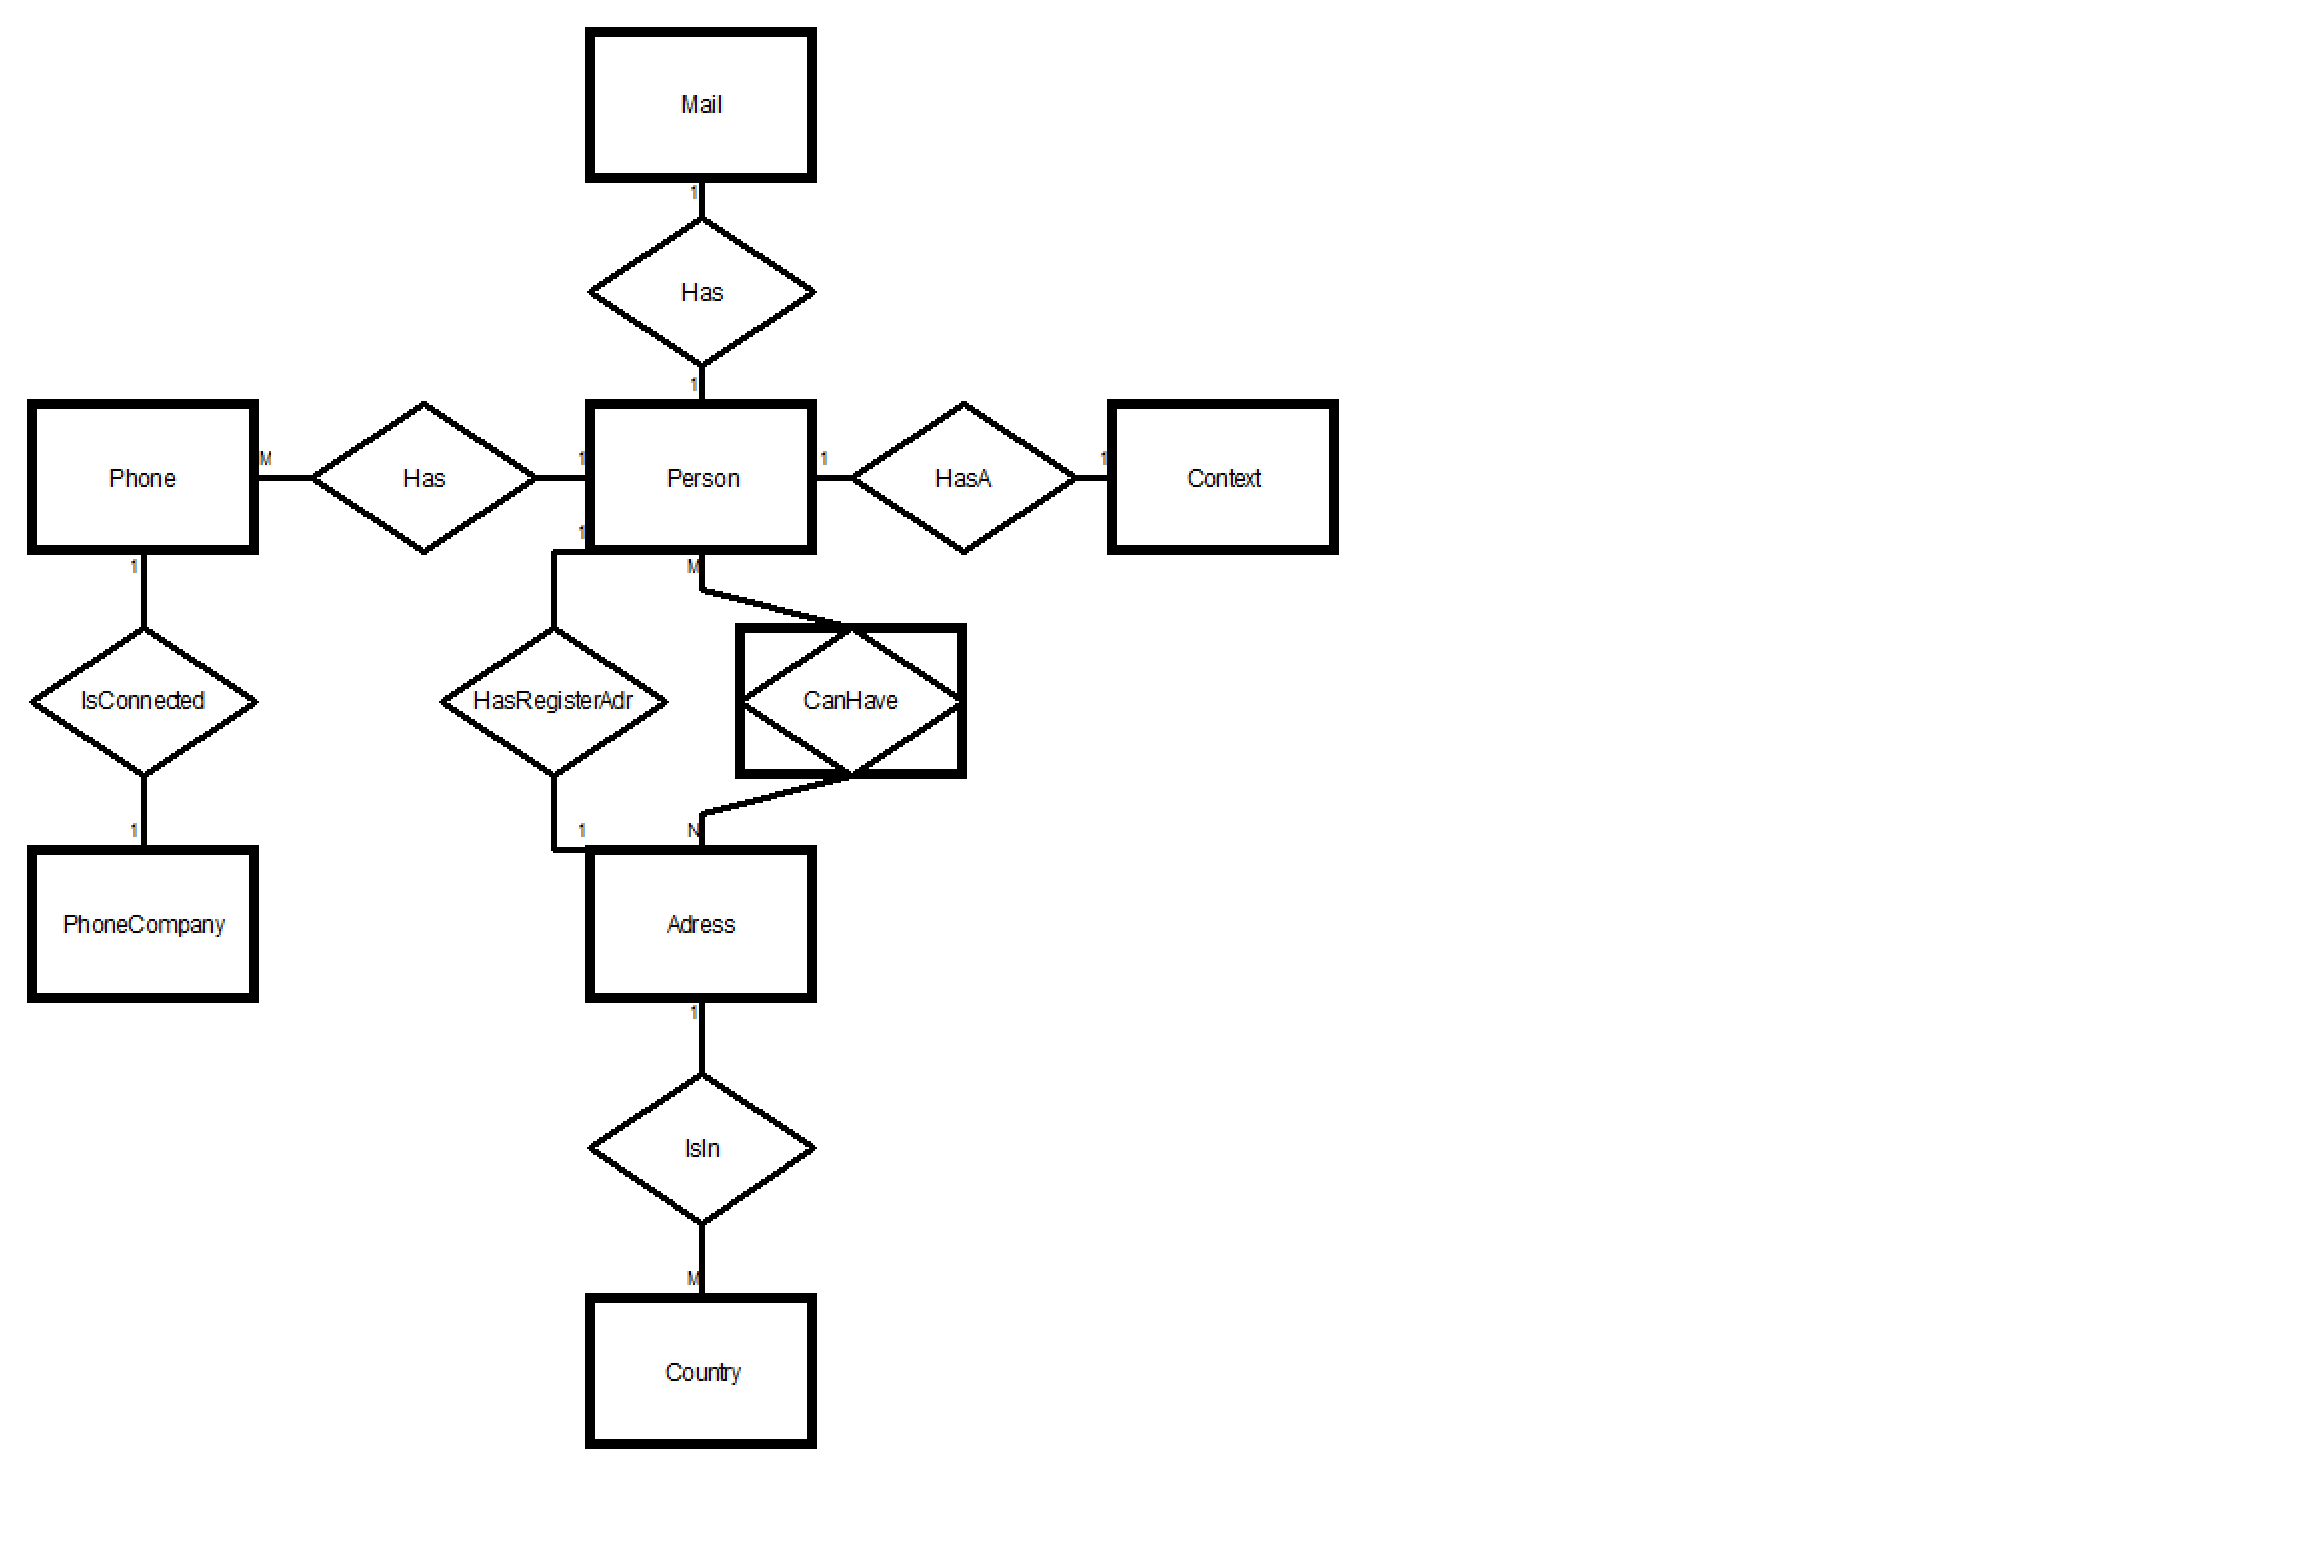 Mail
1
Has
1
Phone
M
Has
1
Person
1
HasA
1
Context
1
1
M
IsConnected
HasRegisterAdr
CanHave
1
1
N
PhoneCompany
Adress
1
IsIn
M
Country